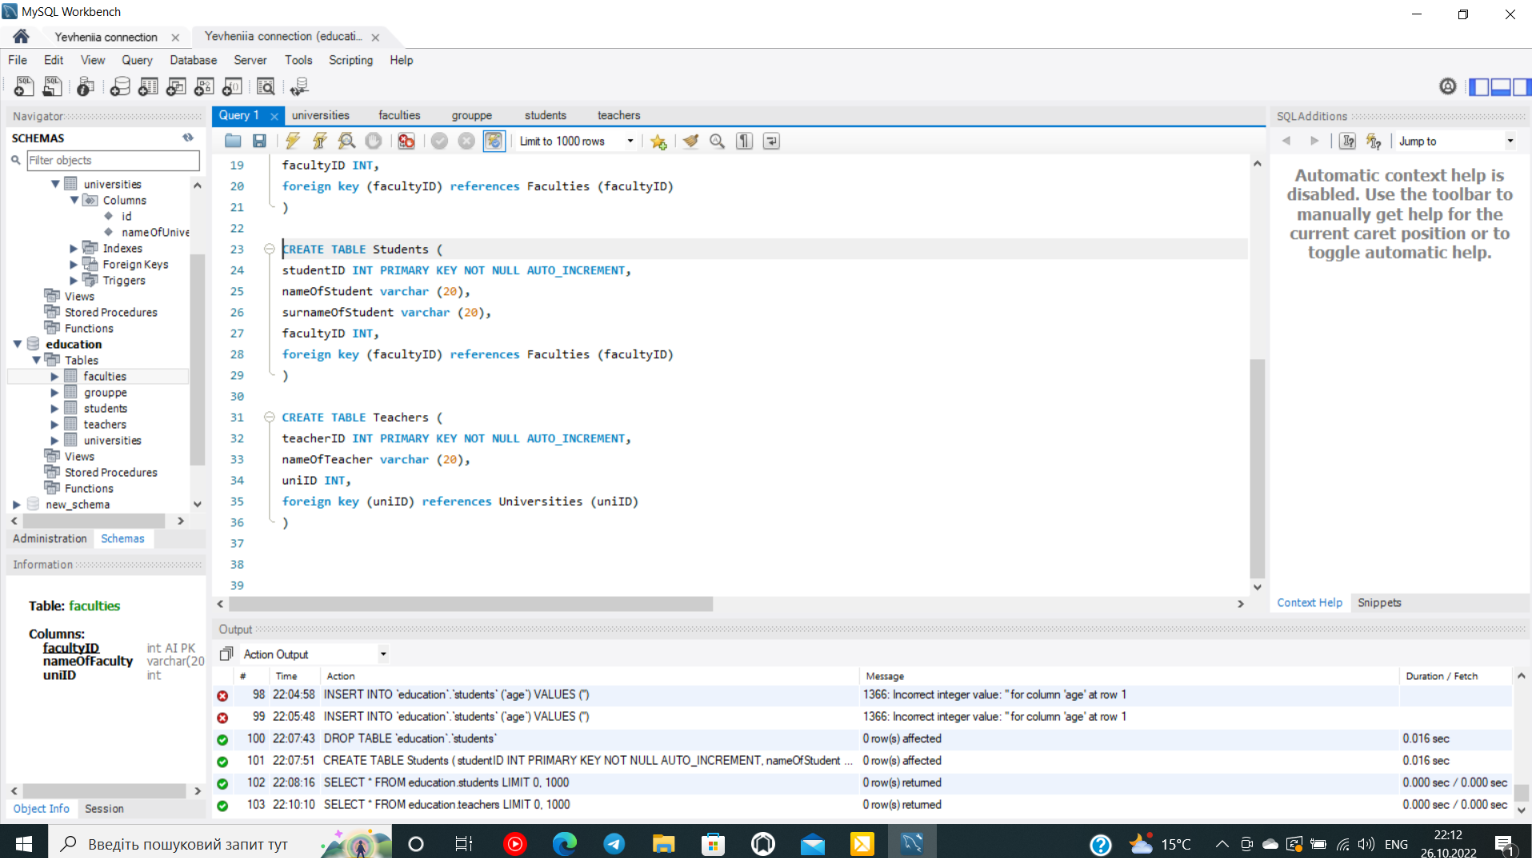 MySQL Workbench
Yevheniia connection
Yevheniia connection (educati...
File Edit View Query Database Server Tools Scripting Help
Navigator
SCHEMAS
Filter objects
universities
Columns
id
nameOfUnive
Indexes
Foreign Keys
Triggers
Views
Stored Procedures
Functions
education
Tables
faculties
grouppe
students
teachers
universities
Views
Stored Procedures
Functions
new_schema
Administration Schemas
Information
Table: faculties
Columns:
facultyID int AI PK
nameOfFaculty varchar(20
uniID int
Object Info Session
Query 1 universities faculties grouppe students teachers
Limit to 1000 rows
19 facultyID INT,
20 foreign key (facultyID) references Faculties (facultyID)
21 )
22
23 CREATE TABLE Students (
24 studentID INT PRIMARY KEY NOT NULL AUTO_INCREMENT,
25 nameOfStudent varchar (20),
26 surnameOfStudent varchar (20),
27 facultyID INT,
28 foreign key (facultyID) references Faculties (facultyID)
29 )
30
31 CREATE TABLE Teachers (
32 teacherID INT PRIMARY KEY NOT NULL AUTO_INCREMENT,
33 nameOfTeacher varchar (20),
34 uniID INT,
35 foreign key (uniID) references Universities (uniID)
36 )
37
38
39
SQLAdditions
Jump to
Automatic context help is
disabled. Use the toolbar to
manually get help for the
current caret position or to
toggle automatic help.
Context Help Snippets
Output
Action Output
# Time Action Message Duration / Fetch
98 22:04:58 INSERT INTO `education`.`students` (`age`) VALUES ('') 1366: Incorrect integer value: '' for column 'age' at row 1
99 22:05:48 INSERT INTO `education`.`students` (`age`) VALUES ('') 1366: Incorrect integer value: '' for column 'age' at row 1
100 22:07:43 DROP TABLE `education`.`students` 0 row(s) affected 0.016 sec
101 22:07:51 CREATE TABLE Students ( studentID INT PRIMARY KEY NOT NULL AUTO_INCREMENT, nameOfStudent ... 0 row(s) affected 0.016 sec
102 22:08:16 SELECT * FROM education.students LIMIT 0, 1000 0 row(s) returned 0.000 sec / 0.000 sec
103 22:10:10 SELECT * FROM education.teachers LIMIT 0, 1000 0 row(s) returned 0.000 sec / 0.000 sec
Введіть пошуковий запит тут
15°C
ENG
22:12
26.10.2022
1